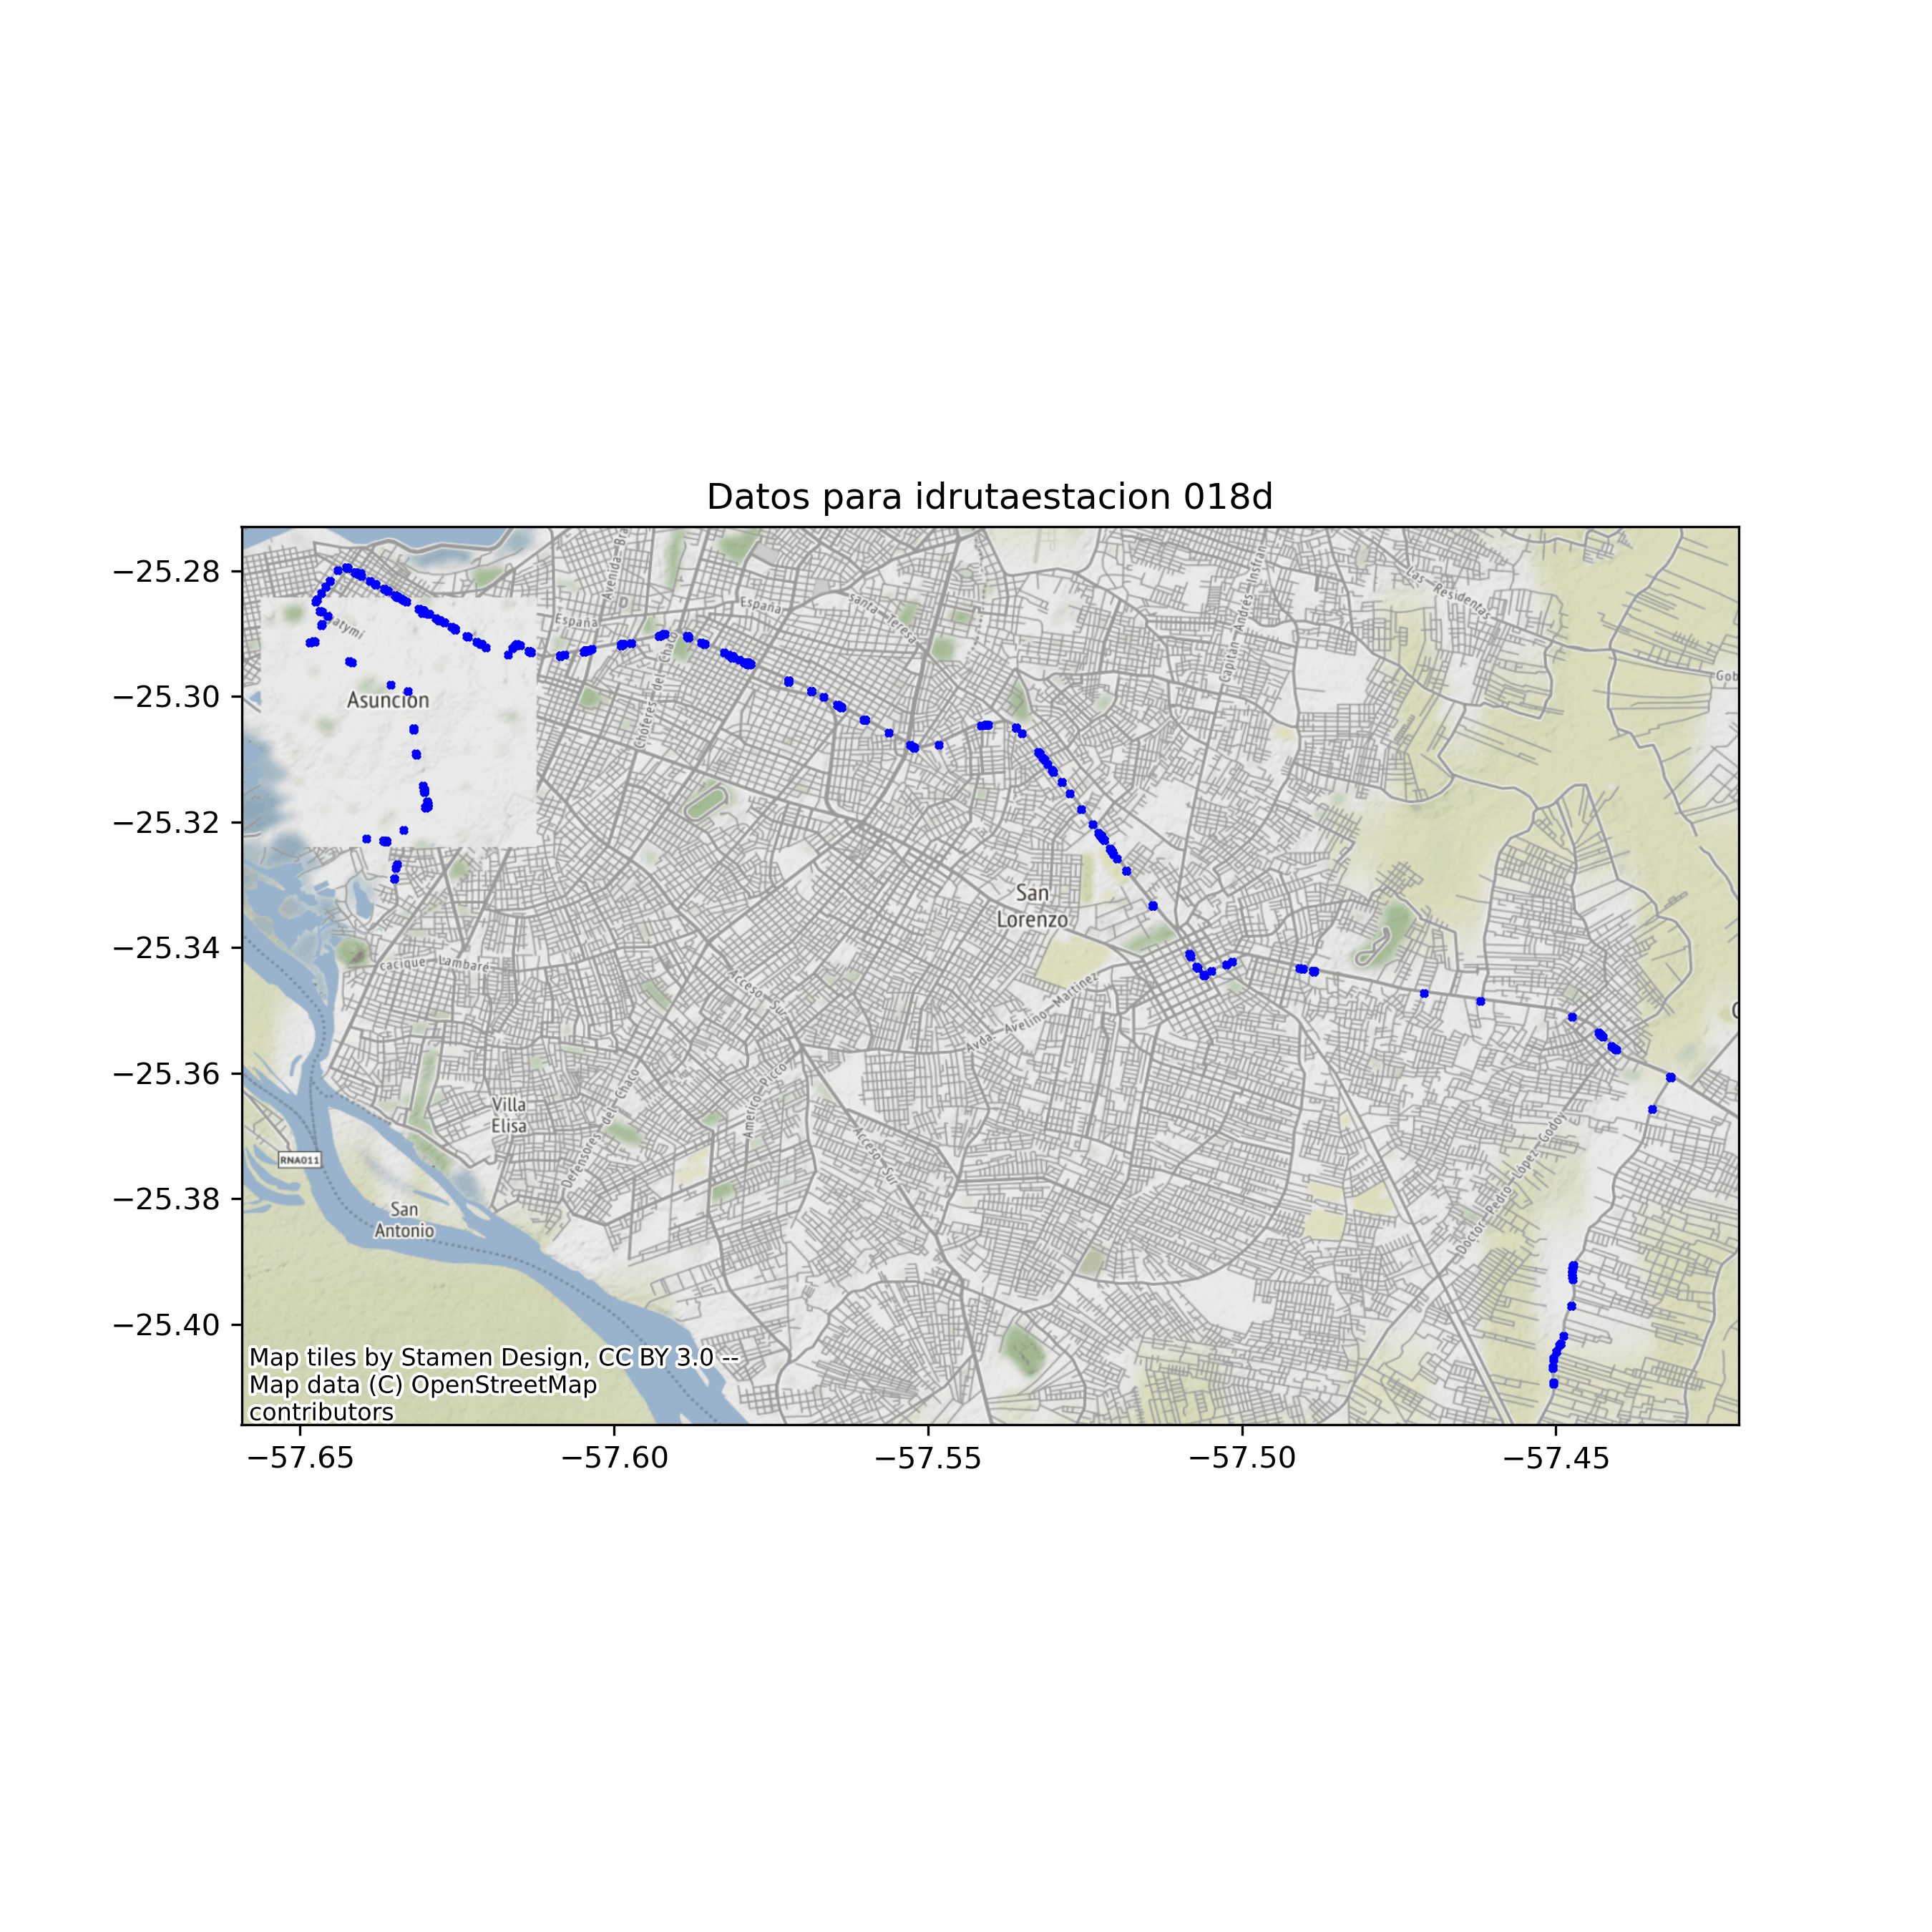 Datos para idrutaestacion 018d
−25.28
−25.30
−25.32
−25.34
−25.36
−25.38
−25.40
−57.65
−57.60
−57.55
−57.50
−57.45
Avenida Bra
España
España
santa teresa
Choferes del Chaco
Capitán Andrés Insfrán
Las Residentas
Gob
atymi
Asunción
San
Lorenzo
cacique Lambaré
Acceso Sur
Avda Avelino Martinez
Villa
Elisa
Defensores del Chaco
Américo Picco
Acceso Sur
Doctor Pedro López Godoy
RNA011
San
Antonio
Map tiles by Stamen Design, CC BY 3.0 --
Map data (C) OpenStreetMap
contributors